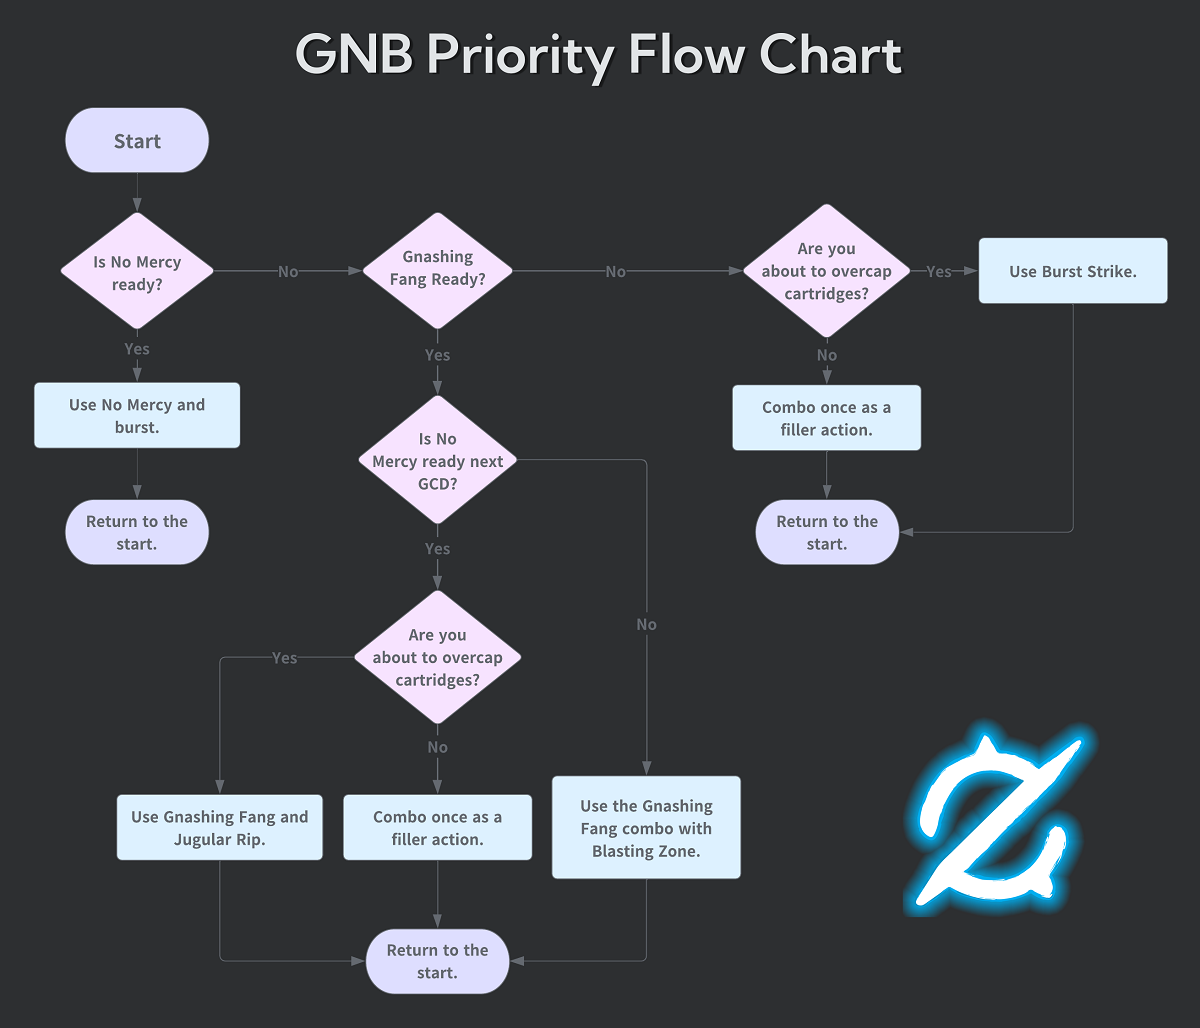 GNB Priority Flow Chart
Start
Is No Mercy
ready?
No
Gnashing
Fang Ready?
No
Are you
about to overcap
cartridges?
Yes
Use Burst Strike.
Yes
Use No Mercy and
burst.
Return to the
start.
Yes
Is No
Mercy ready next
GCD?
No
Combo once as a
filler action.
Return to the
start.
Yes
No
Are you
about to overcap
cartridges?
Yes
No
Use Gnashing Fang and
Jugular Rip.
Combo once as a
filler action.
Use the Gnashing
Fang combo with
Blasting Zone.
Return to the
start.